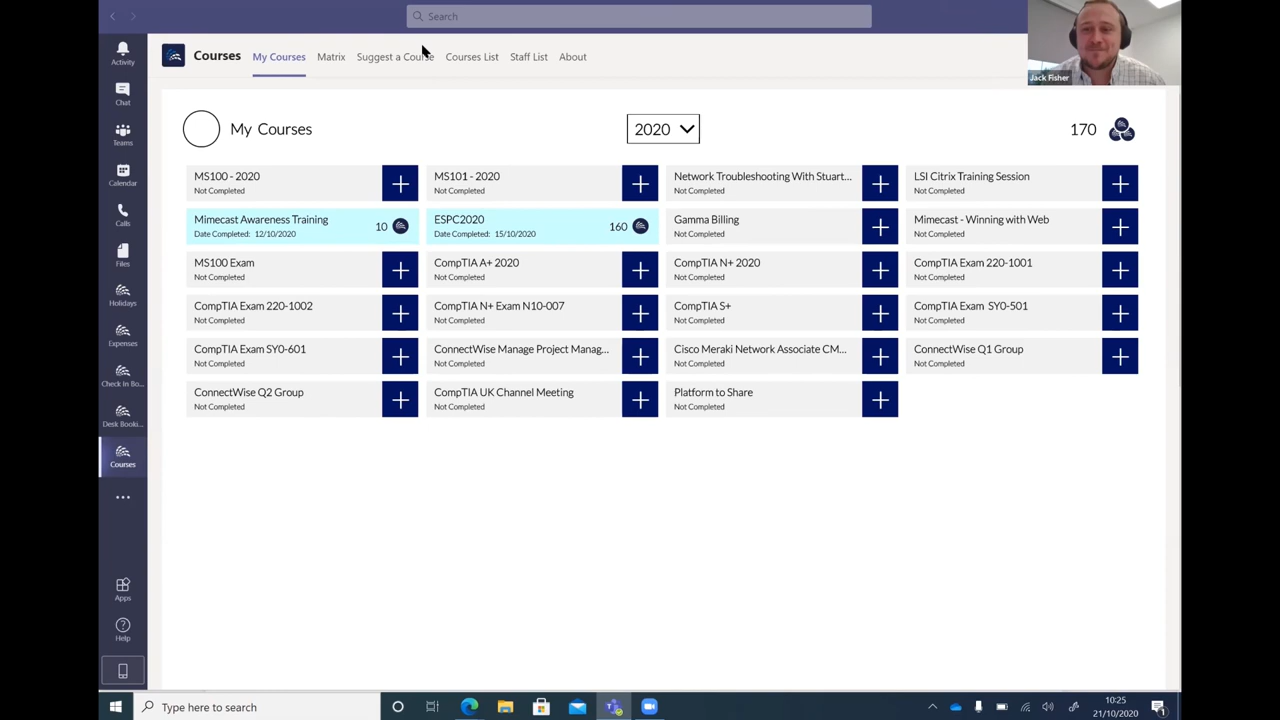 Search
Activity
Chat
Teams
Calendar
Calls
Files
Holidays
Expenses
Check In Bo...
Desk Booki...
Courses
Apps
Help
Courses
My Courses
Matrix
Suggest a Course
Courses List
Staff List
About
Jack Fisher
My Courses
2020
170
MS100 - 2020
Not Completed
MS101 - 2020
Not Completed
Network Troubleshooting With Stuart...
Not Completed
LSI Citrix Training Session
Not Completed
Mimecast Awareness Training
Date Completed: 12/10/2020
10
ESPC2020
Date Completed: 15/10/2020
160
Gamma Billing
Not Completed
Mimecast - Winning with Web
Not Completed
MS100 Exam
Not Completed
CompTIA A+ 2020
Not Completed
CompTIA N+ 2020
Not Completed
CompTIA Exam 220-1001
Not Completed
CompTIA Exam 220-1002
Not Completed
CompTIA N+ Exam N10-007
Not Completed
CompTIA S+
Not Completed
CompTIA Exam SY0-501
Not Completed
CompTIA Exam SY0-601
Not Completed
ConnectWise Manage Project Manag...
Not Completed
Cisco Meraki Network Associate CM...
Not Completed
ConnectWise Q1 Group
Not Completed
ConnectWise Q2 Group
Not Completed
CompTIA UK Channel Meeting
Not Completed
Platform to Share
Not Completed
Type here to search
10:25
21/10/2020
1